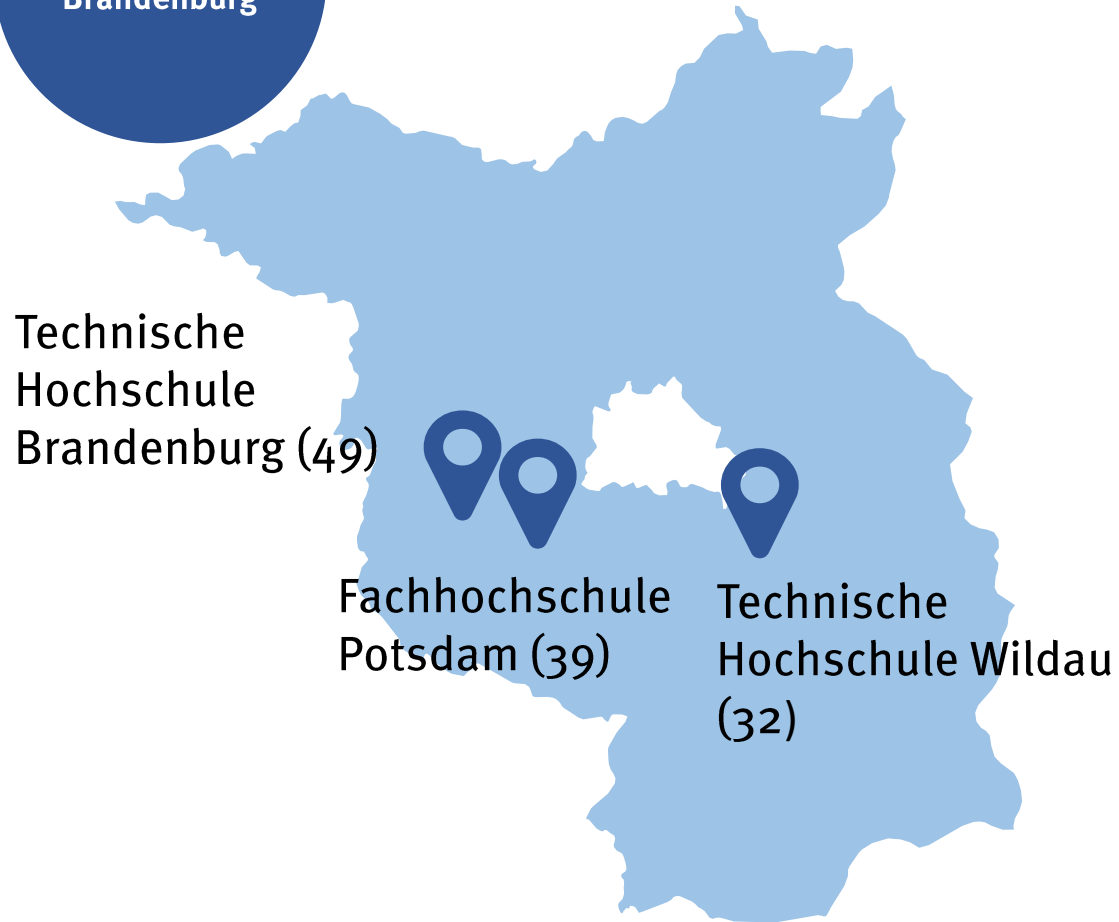 Brandenburg
Technische
Hochschule
Brandenburg (49)
Fachhochschule
Potsdam (39)
Technische
Hochschule Wildau
(32)